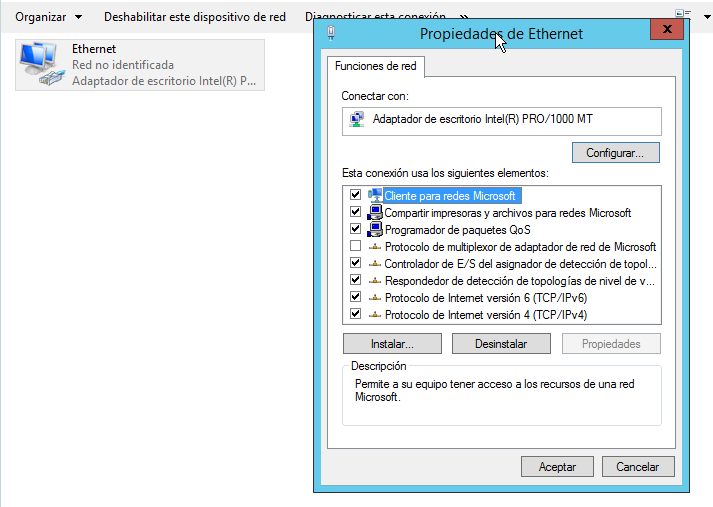 Organizar
Deshabilitar este dispositivo de red
Diagnosticar esta conexión
»
Ethernet
Red no identificada
Adaptador de escritorio Intel(R) P...
Propiedades de Ethernet
x
Funciones de red
Conectar con:
Adaptador de escritorio Intel(R) PRO/1000 MT
Configurar...
Esta conexión usa los siguientes elementos:
Cliente para redes Microsoft
Compartir impresoras y archivos para redes Microsoft
Programador de paquetes QoS
Protocolo de multiplexor de adaptador de red de Microsoft
Controlador de E/S del asignador de detección de topol...
Respondedor de detección de topologías de nivel de v...
Protocolo de Internet versión 6 (TCP/IPv6)
Protocolo de Internet versión 4 (TCP/IPv4)
Instalar...
Desinstalar
Propiedades
Descripción
Permite a su equipo tener acceso a los recursos de una red
Microsoft.
Aceptar
Cancelar